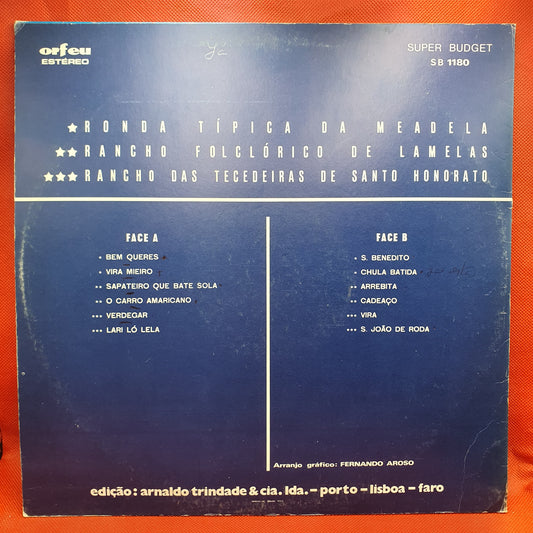 orfeu
ESTÉREO
SUPER BUDGET
SB 1180
★ RONDA TÍPICA DA MEADELA
★★ RANCHO FOLCLÓRICO DE LAMELAS
★★★ RANCHO DAS TECEDEIRAS DE SANTO HONORATO
FACE A
* BEM QUERES
* VIRA MIEIRO
** SAPATEIRO QUE BATE SOLA
** O CARRO AMARICANO
*** VERDEGAR
*** LARI LÓ LELA
FACE B
* S. BENEDITO
* CHULA BATIDA
** ARREBITA
** CADEAÇO
*** VIRA
*** S. JOÃO DE RODA
Arranjo gráfico: FERNANDO AROSO
edição: arnaldo trindade & cia. lda. – porto – lisboa – faro